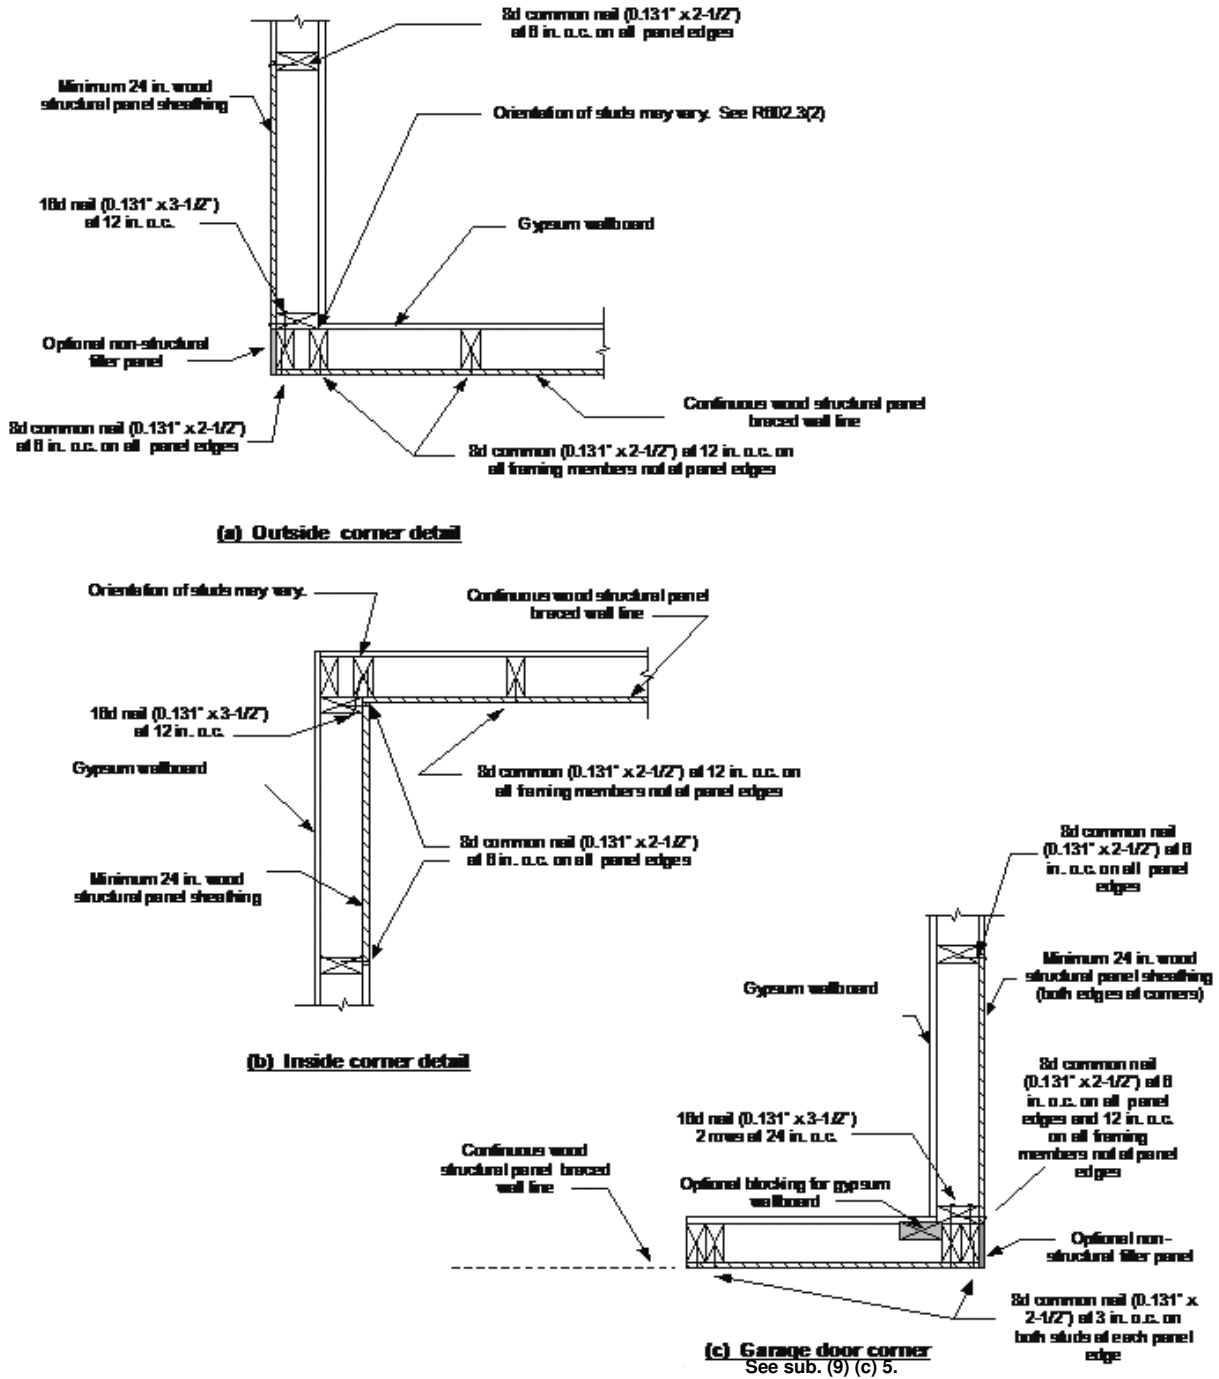 8d common nail (0.131" x 2-1/2")
at 6 in. o.c. on all panel edges
Minimum 24 in. wood
structural panel sheathing
Orientation of studs may vary. See R602.3(2)
16d nail (0.131" x 3-1/2")
at 12 in. o.c.
Gypsum wallboard
Optional non-structural
filler panel
Continuous wood structural panel
braced wall line
8d common nail (0.131" x 2-1/2")
at 6 in. o.c. on all panel edges
8d common (0.131" x 2-1/2") at 12 in. o.c. on
all framing members not at panel edges
(a) Outside corner detail
Orientation of studs may vary.
Continuous wood structural panel
braced wall line
16d nail (0.131" x 3-1/2")
at 12 in. o.c.
Gypsum wallboard
8d common (0.131" x 2-1/2") at 12 in. o.c. on
all framing members not at panel edges
8d common nail (0.131" x 2-1/2")
at 6 in. o.c. on all panel edges
Minimum 24 in. wood
structural panel sheathing
(b) Inside corner detail
8d common nail
(0.131" x 2-1/2") at 6
in. o.c. on all panel
edges
Minimum 24 in. wood
structural panel sheathing
(both edges at corners)
Gypsum wallboard
8d common nail
(0.131" x 2-1/2") at 6
in. o.c. on all panel
edges and 12 in. o.c.
on all framing
members not at panel
edges
16d nail (0.131" x 3-1/2")
2 rows at 24 in. o.c.
Continuous wood
structural panel braced
wall line
Optional blocking for gypsum
wallboard
Optional non-
structural filler panel
8d common nail (0.131" x
2-1/2") at 3 in. o.c. on
both studs at each panel
edge
(c) Garage door corner
See sub. (9) (c) 5.